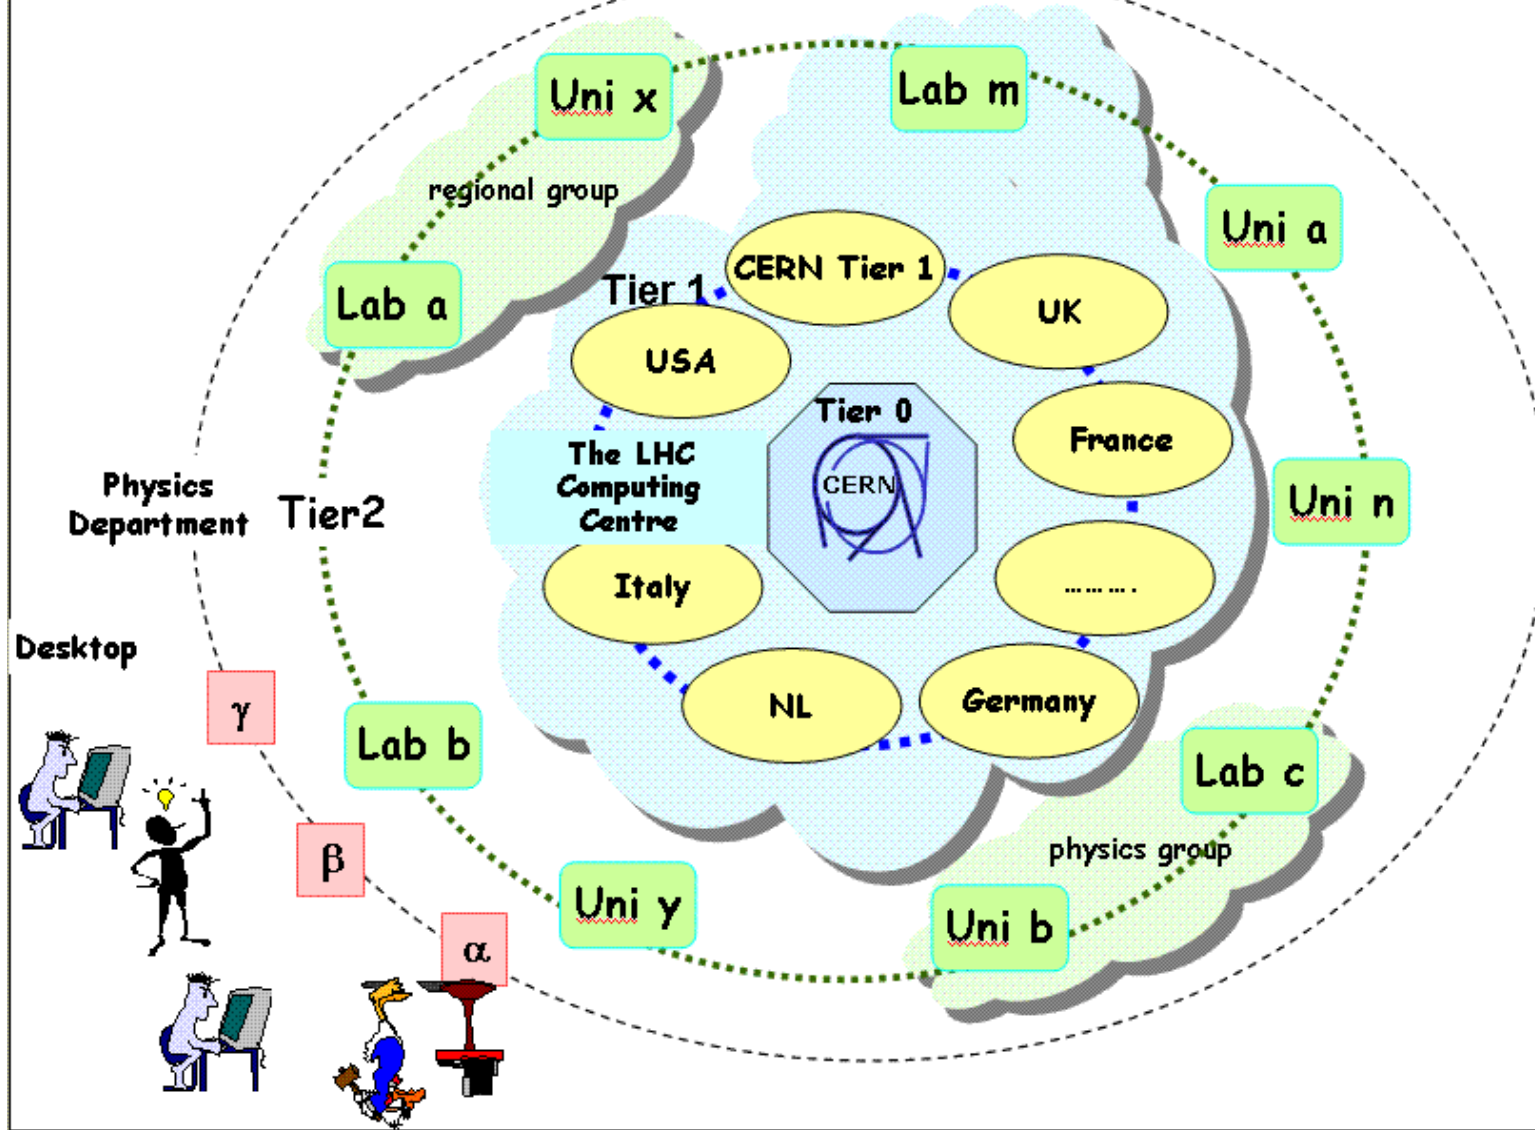 Uni x
Lab m
regional group
Uni a
Lab a
CERN Tier 1
Tier 1
UK
USA
Tier 0
France
The LHC
Computing
Centre
CERN
Physics
Department
Tier2
Uni n
Italy
……….
Desktop
γ
NL
Germany
Lab b
Lab c
β
physics group
Uni y
Uni b
α